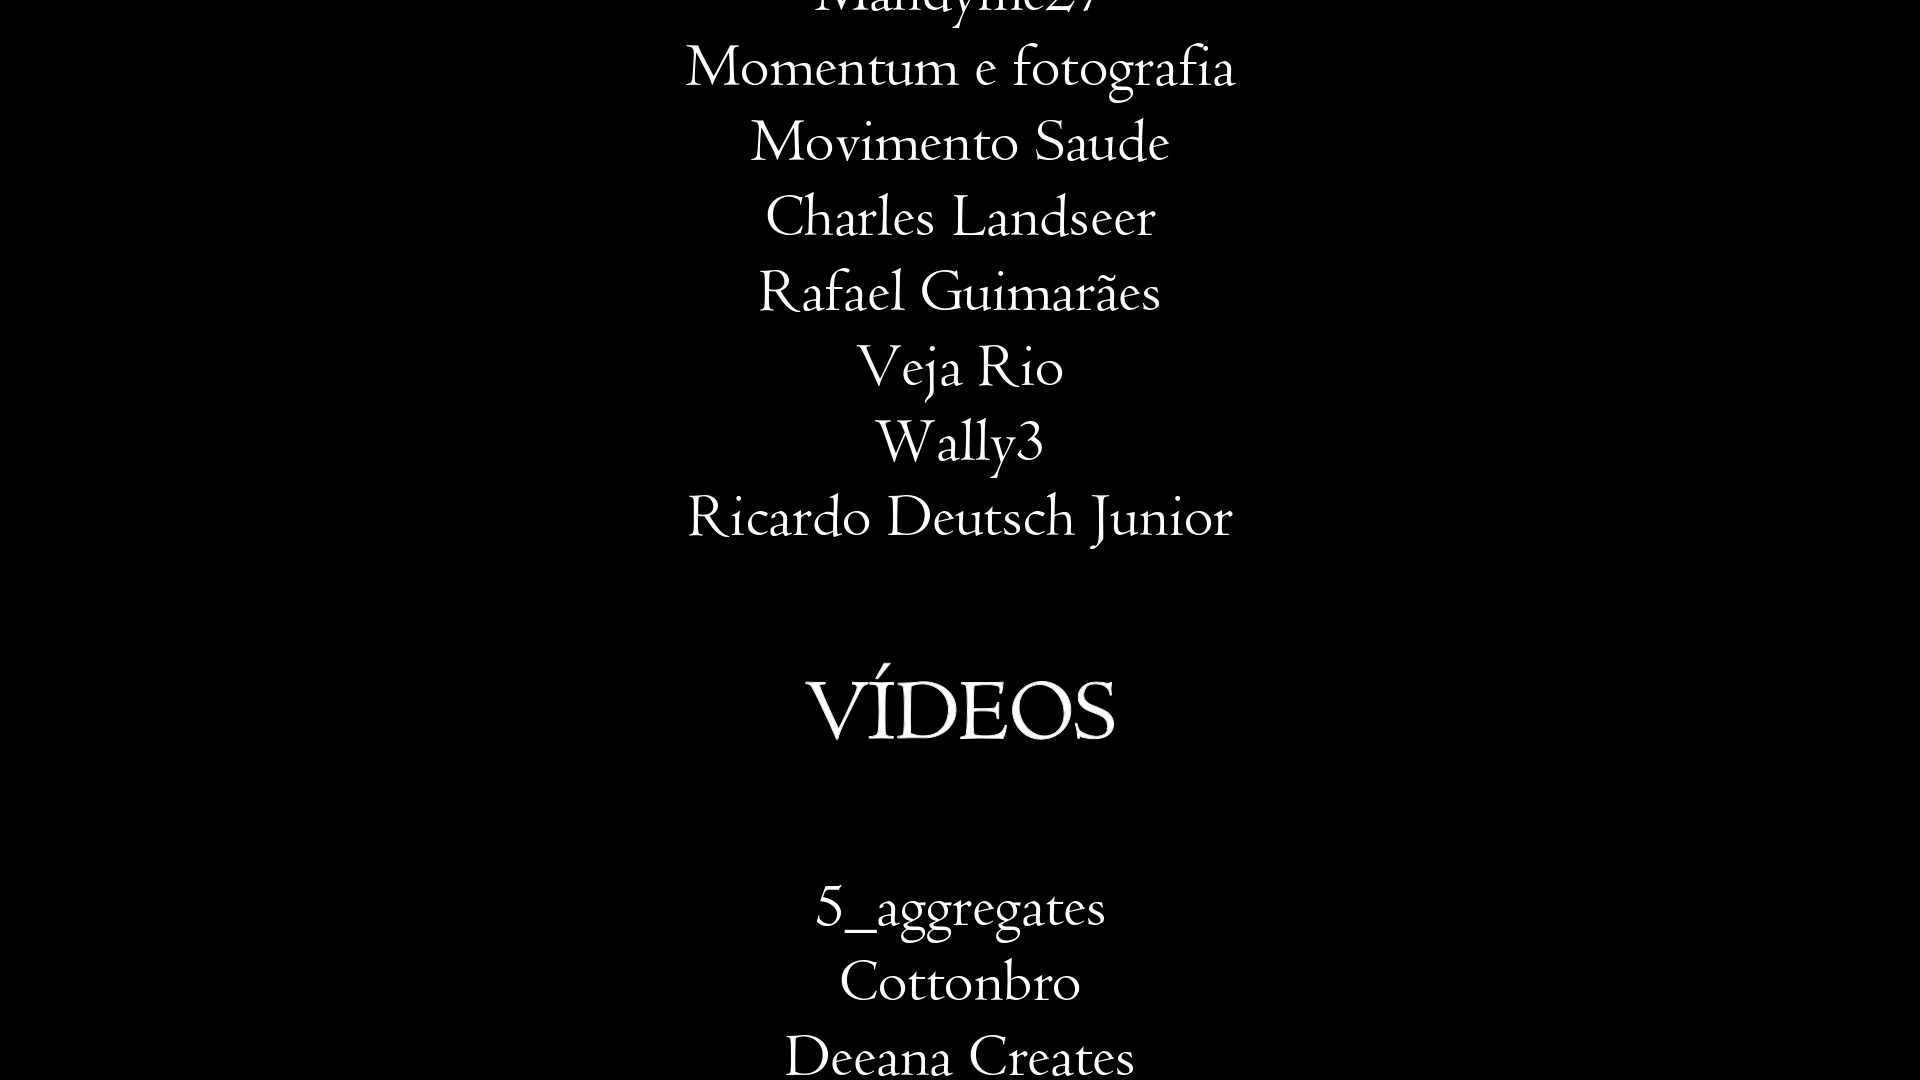 Momentum e fotografia
Movimento Saude
Charles Landseer
Rafael Guimarães
Veja Rio
Wally3
Ricardo Deutsch Junior
VÍDEOS
5_aggregates
Cottonbro
Deeana Creates